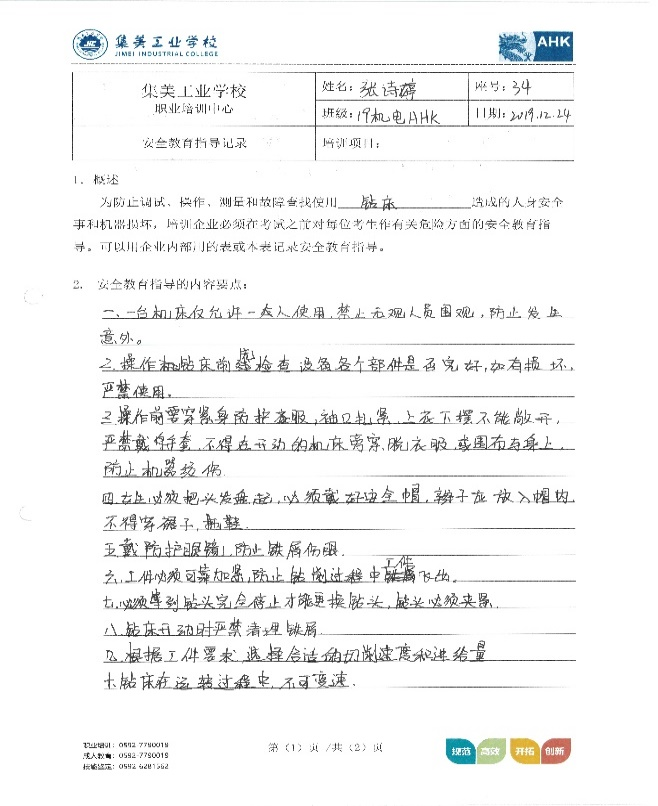 集美工业学校
JIMEI INDUSTRIAL COLLEGE
AHK
集美工业学校
职业培训中心
姓名：张诗婷
座号：34
班级：19机电AHK
日期：2019.12.24
安全教育指导记录
培训项目：
1. 概述
为防止调试、操作、测量和故障查找使用 钻床 造成的人身安全
事和机器损坏，培训企业必须在考试之前对每位考生作有关危险方面的安全教育指
导。可以用企业内部用的表或本表记录安全教育指导。
2. 安全教育指导的内容要点：
一、一台机床仅允许一人使用，禁止无观人员围观，防止发生
意外。
二、操作钻床前应检查设备各个部件是否完好，如有损坏，
严禁使用。
三、操作前要穿紧身防护衣服，袖口扎紧，上衣下摆不能敞开，
严禁戴手套，不得在开动的机床旁穿、脱衣服，或围布于身上，
防止机器绞伤.
四、女生必须把头发盘起，必须戴好安全帽，辫子应放入帽内，
不得穿裙子，拖鞋.
五、戴防护眼镜，防止铁屑伤眼.
六、工件必须可靠加紧，防止钻削过程中工件飞出。
七、必须等到钻头完全停止才能更换钻头，钻头必须夹紧.
八、钻床开动时严禁清理铁屑.
九、根据工件要求，选择合适的切削速度和进给量
十、钻床在运转过程中，不可变速.
职业培训：0592-7790019
成人教育：0592-7790019
技能鉴定：0592-6281562
第（1）页 /共（2）页
规范 高效 开拓 创新